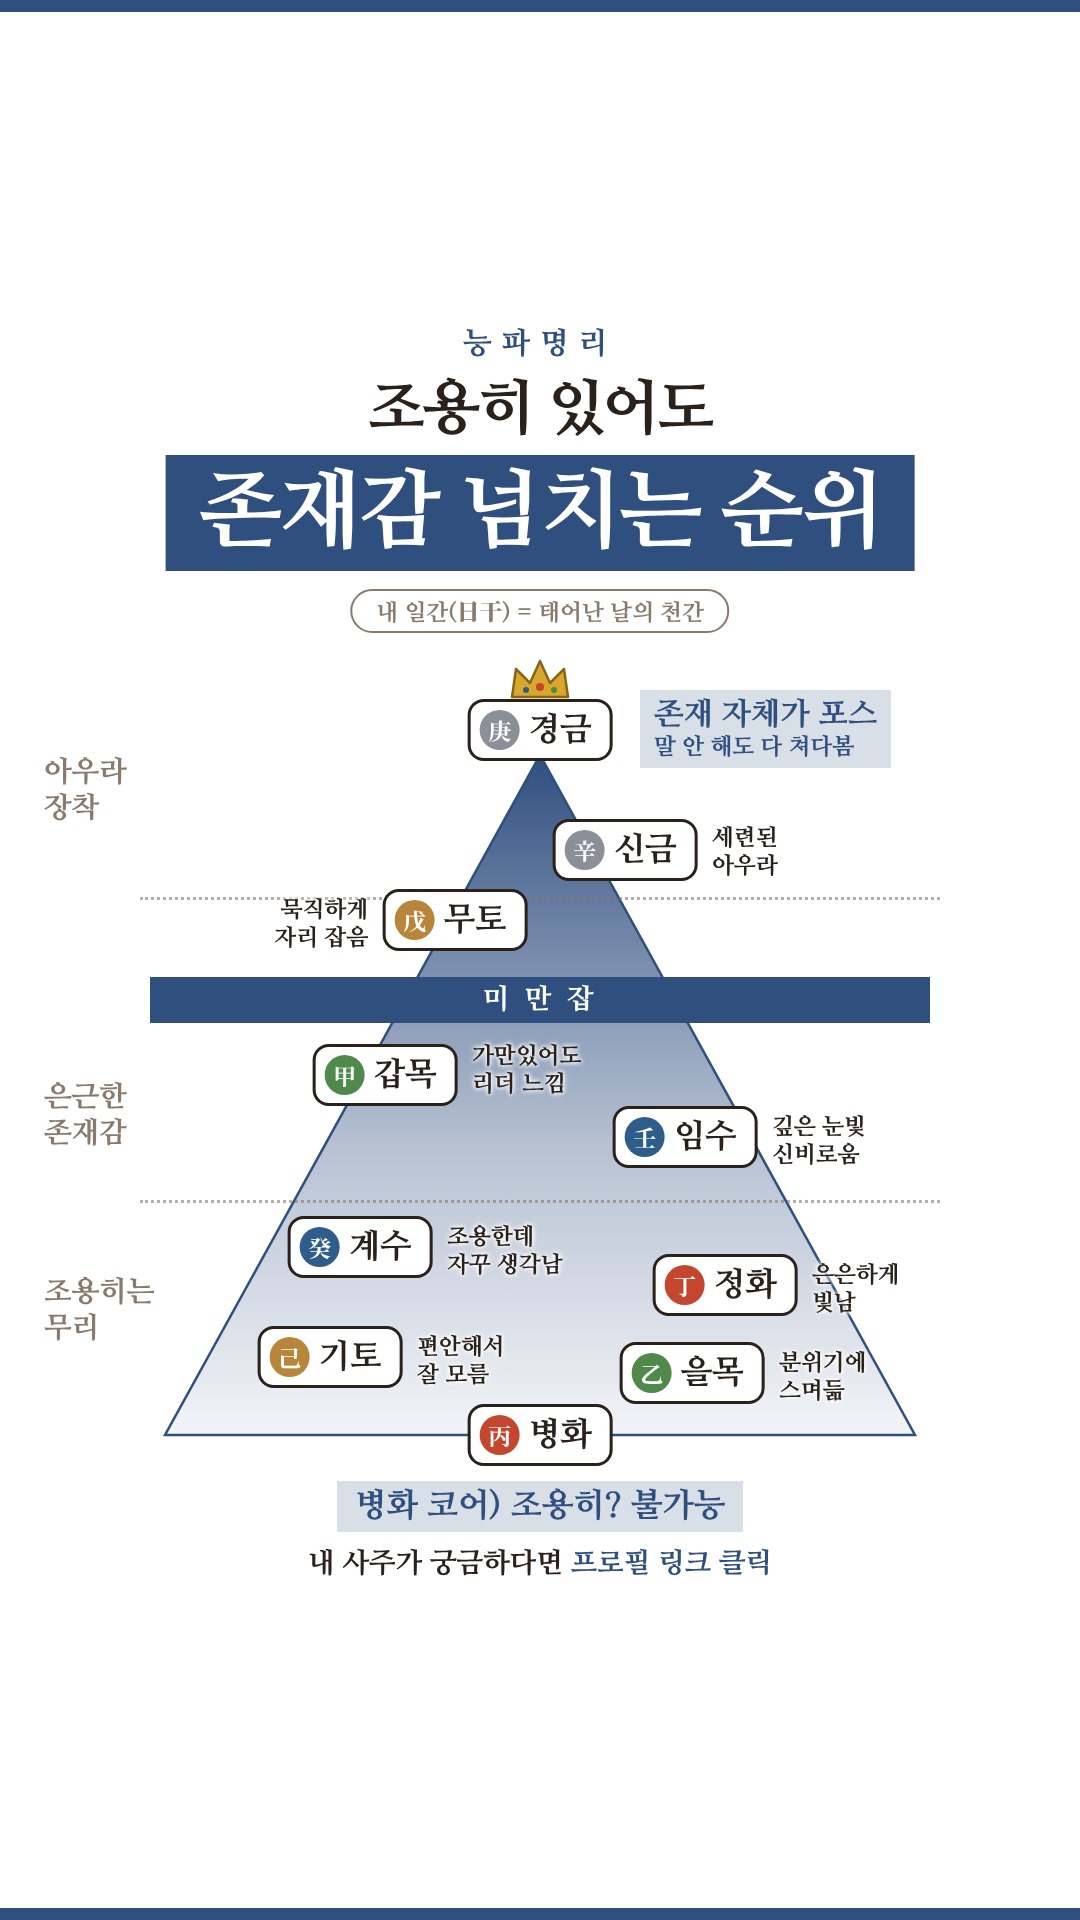 능파명리
조용히 있어도
존재감 넘치는 순위
내 일간(日干) = 태어난 날의 천간
庚 경금
존재 자체가 포스
말 안 해도 다 쳐다봄
아우라
장착
辛 신금
세련된
아우라
묵직하게
자리 잡음
戊 무토
미만잡
甲 갑목
가만있어도
리더 느낌
은근한
존재감
壬 임수
깊은 눈빛
신비로움
癸 계수
조용한데
자꾸 생각남
丁 정화
은은하게
빛남
조용히는
무리
己 기토
편안해서
잘 모름
乙 을목
분위기에
스며듦
丙 병화
병화 코어) 조용히? 불가능
내 사주가 궁금하다면 프로필 링크 클릭